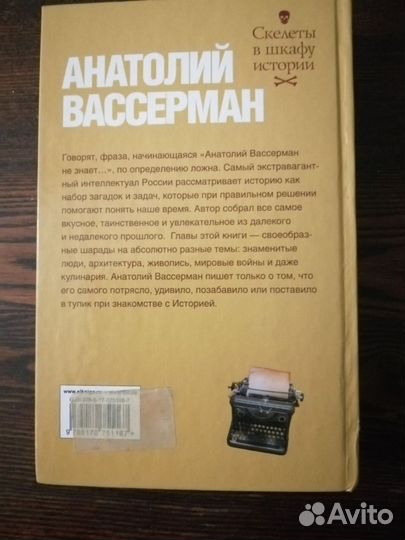 Скелеты
в шкафу
истории
АНАТОЛИЙ
ВАССЕРМАН
Говорят, фраза, начинающаяся «Анатолий Вассерман
не знает…», по определению ложна. Самый экстравагант-
ный интеллектуал России рассматривает историю как
набор загадок и задач, которые при правильном решении
помогают понять наше время. Автор собрал все самое
вкусное, таинственное и увлекательное из далекого
и недалекого прошлого. Главы этой книги — своеобраз-
ные шарады на абсолютно разные темы: знаменитые
люди, архитектура, живопись, мировые войны и даже
кулинария. Анатолий Вассерман пишет только о том, что
его самого потрясло, удивило, позабавило или поставило
в тупик при знакомстве с Историей.
Avito